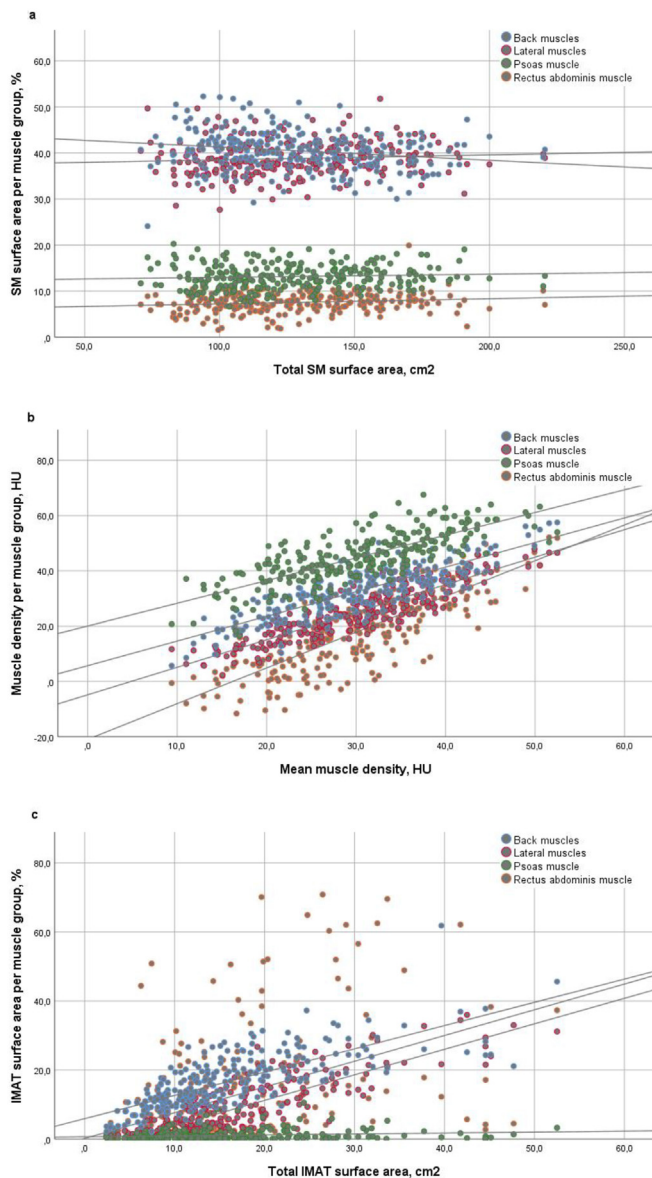 a
Back muscles
Lateral muscles
Psoas muscle
Rectus abdominis muscle
60,0
50,0
40,0
30,0
20,0
10,0
,0
SM surface area per muscle group, %
50,0 100,0 150,0 200,0 250,0
Total SM surface area, cm2
b
Back muscles
Lateral muscles
Psoas muscle
Rectus abdominis muscle
80,0
60,0
40,0
20,0
,0
-20,0
Muscle density per muscle group, HU
,0 10,0 20,0 30,0 40,0 50,0 60,0
Mean muscle density, HU
c
Back muscles
Lateral muscles
Psoas muscle
Rectus abdominis muscle
80,0
60,0
40,0
20,0
,0
IMAT surface area per muscle group, %
,0 10,0 20,0 30,0 40,0 50,0 60,0
Total IMAT surface area, cm2